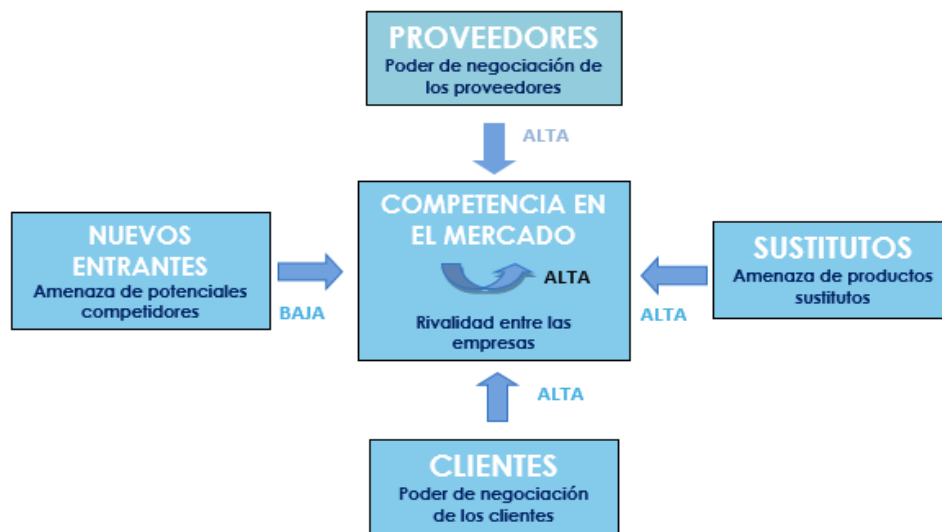 PROVEEDORES
Poder de negociación de
los proveedores
ALTA
COMPETENCIA EN
EL MERCADO
ALTA
Rivalidad entre las
empresas
NUEVOS
ENTRANTES
Amenaza de potenciales
competidores
BAJA
SUSTITUTOS
Amenaza de productos
sustitutos
ALTA
ALTA
CLIENTES
Poder de negociación
de los clientes